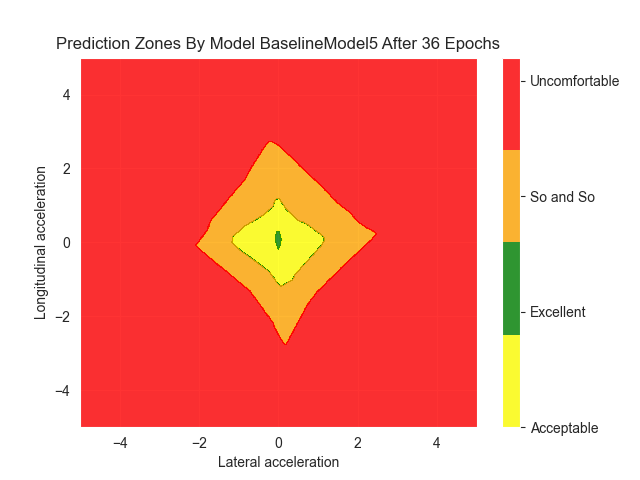 Prediction Zones By Model BaselineModel5 After 36 Epochs
Uncomfortable
4
2
So and So
0
Excellent
−2
−4
Acceptable
−4 −2 0 2 4
Lateral acceleration
Longitudinal acceleration